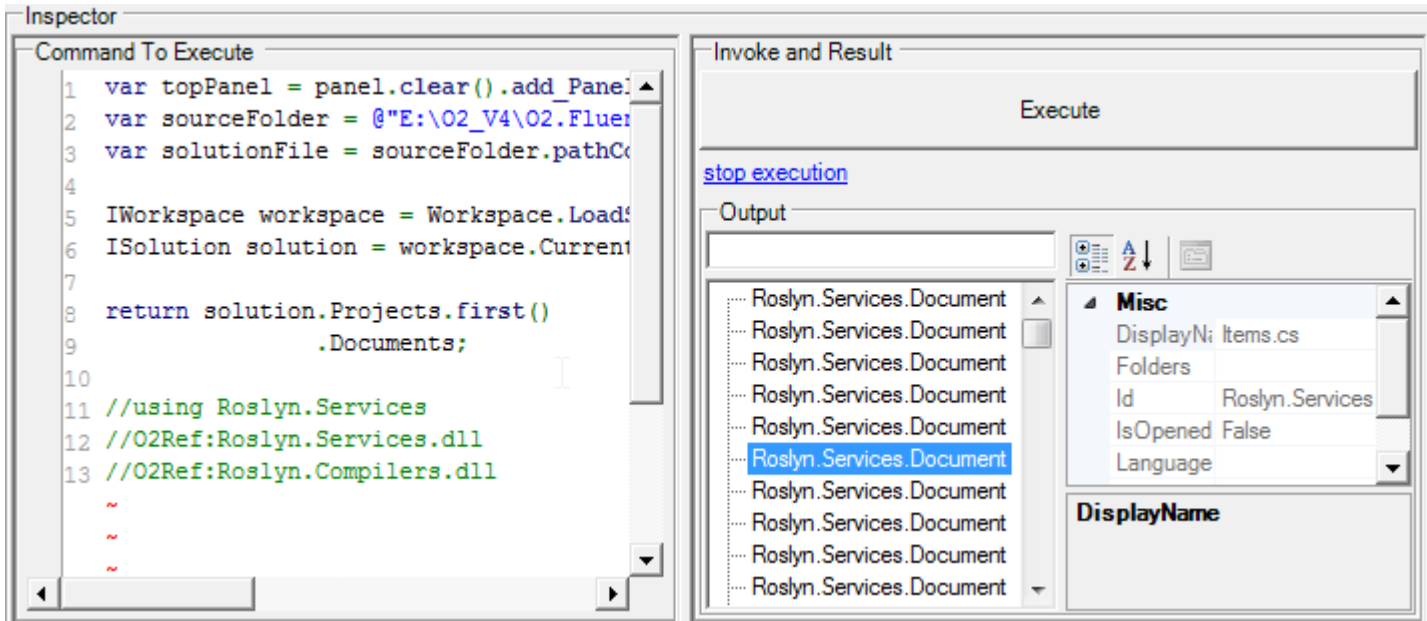 Inspector
Command To Execute
1 var topPanel = panel.clear().add_Panel
2 var sourceFolder = @"E:\O2_V4\O2.Fluen
3 var solutionFile = sourceFolder.pathCo
4
5 IWorkspace workspace = Workspace.LoadS
6 ISolution solution = workspace.Current
7
8 return solution.Projects.first()
9 .Documents;
10
11 //using Roslyn.Services
12 //O2Ref:Roslyn.Services.dll
13 //O2Ref:Roslyn.Compilers.dll
~
~
~
Invoke and Result
Execute
stop execution
Output
Roslyn.Services.Document
Roslyn.Services.Document
Roslyn.Services.Document
Roslyn.Services.Document
Roslyn.Services.Document
Roslyn.Services.Document
Roslyn.Services.Document
Roslyn.Services.Document
Roslyn.Services.Document
Roslyn.Services.Document
A
Z
Misc
DisplayNa Items.cs
Folders
Id Roslyn.Services
IsOpened False
Language
DisplayName